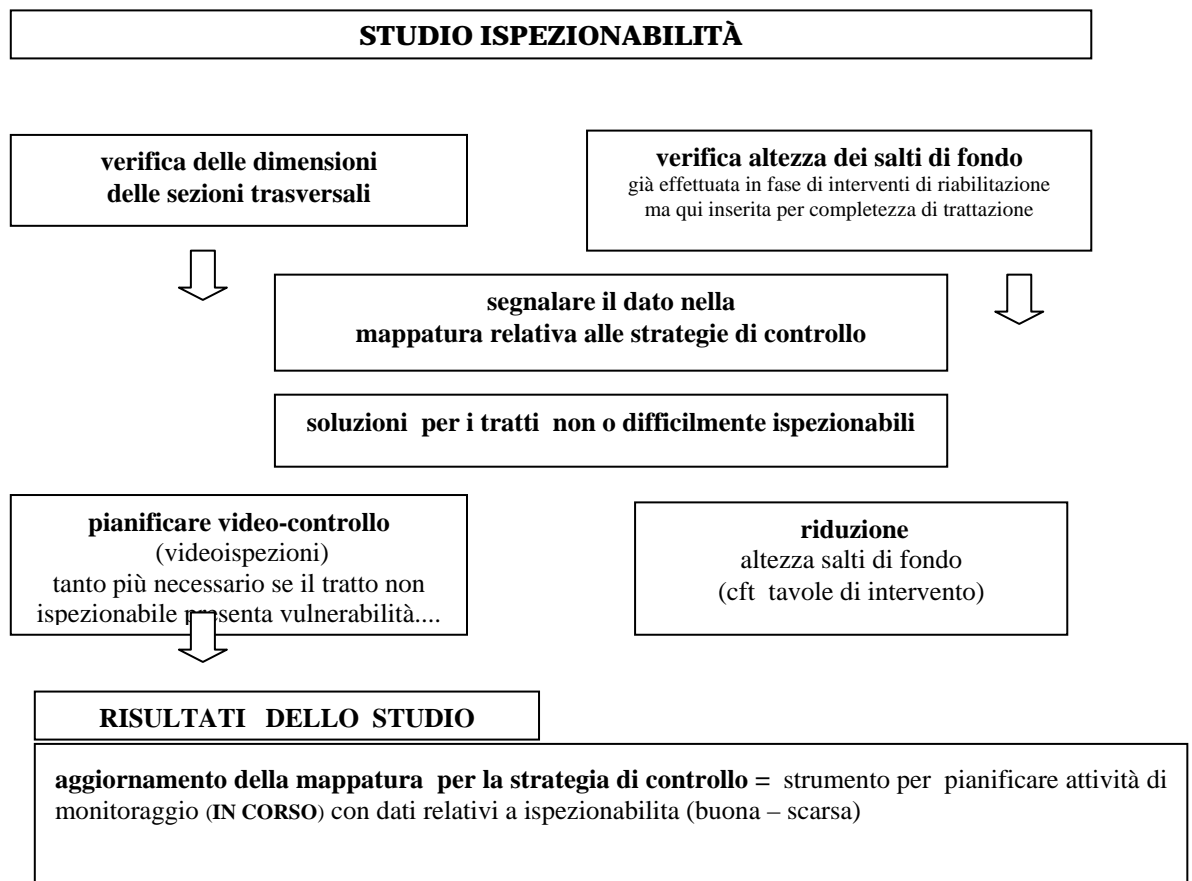 STUDIO ISPEZIONABILITÀ
verifica delle dimensioni
delle sezioni trasversali
verifica altezza dei salti di fondo
già effettuata in fase di interventi di riabilitazione
ma qui inserita per completezza di trattazione
segnalare il dato nella
mappatura relativa alle strategie di controllo
soluzioni per i tratti non o difficilmente ispezionabili
pianificare video-controllo
(videoispezioni)
tanto più necessario se il tratto non
ispezionabile presenta vulnerabilità....
riduzione
altezza salti di fondo
(cft tavole di intervento)
RISULTATI DELLO STUDIO
aggiornamento della mappatura per la strategia di controllo = strumento per pianificare attività di
monitoraggio (IN CORSO) con dati relativi a ispezionabilita (buona – scarsa)